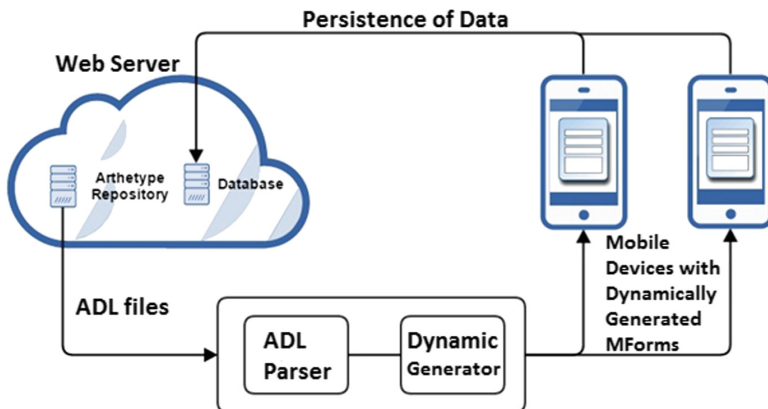 Persistence of Data
Web Server
Arthetype
Repository
Database
Mobile
Devices with
Dynamically
Generated
MForms
ADL files
ADL
Parser
Dynamic
Generator